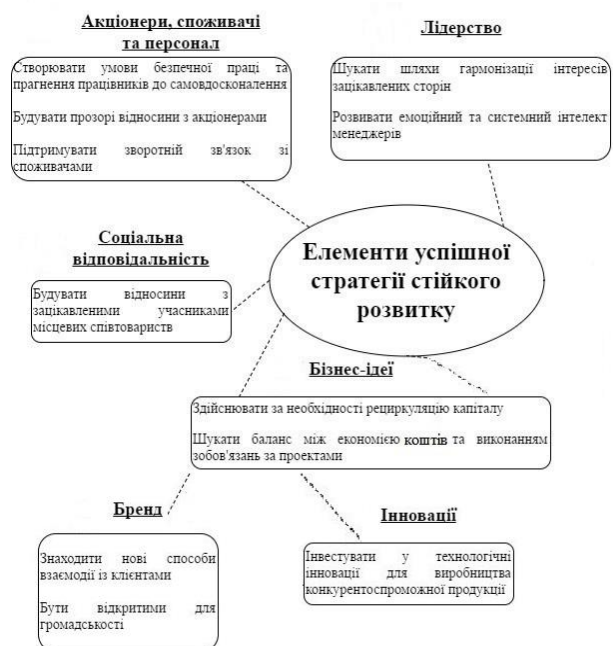 Акціонери, споживачі
та персонал
Створювати умови безпечної праці та
прагнення працівників до самовдосконалення
Будувати прозорі відносини з акціонерами
Підтримувати зворотній зв'язок зі
споживачами
Лідерство
Шукати шляхи гармонізації інтересів
зацікавлених сторін
Розвивати емоційний та системний інтелект
менеджерів
Елементи успішної
стратегії стійкого
розвитку
Соціальна
відповідальність
Будувати відносини з
зацікавленими учасниками
місцевих співтовариств
Бізнес-ідеї
Здійснювати за необхідності рециркуляцію капіталу
Шукати баланс між економією коштів та виконанням
зобов'язань за проектами
Бренд
Знаходити нові способи
взаємодії із клієнтами
Бути відкритими для
громадськості
Інновації
Інвестувати у технологічні
інновації для виробництва
конкурентоспроможної продукції